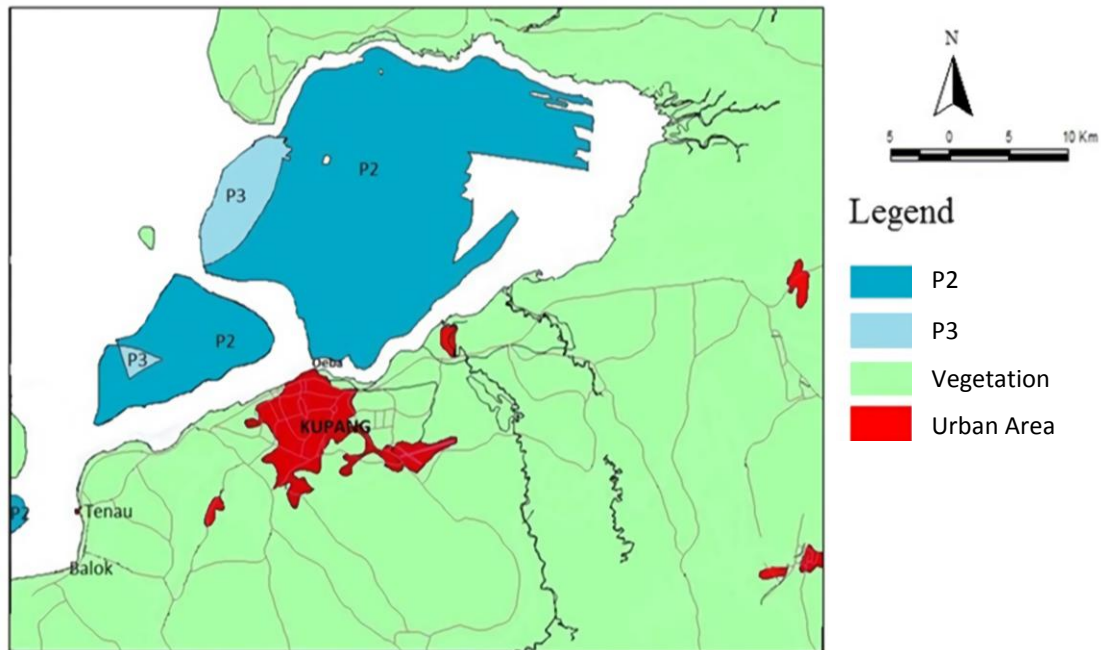 N
5 0 5 10 Km
P2
P3
P2
P3
Oeba
KUPANG
P2
Tenau
Balok
Legend
P2
P3
Vegetation
Urban Area